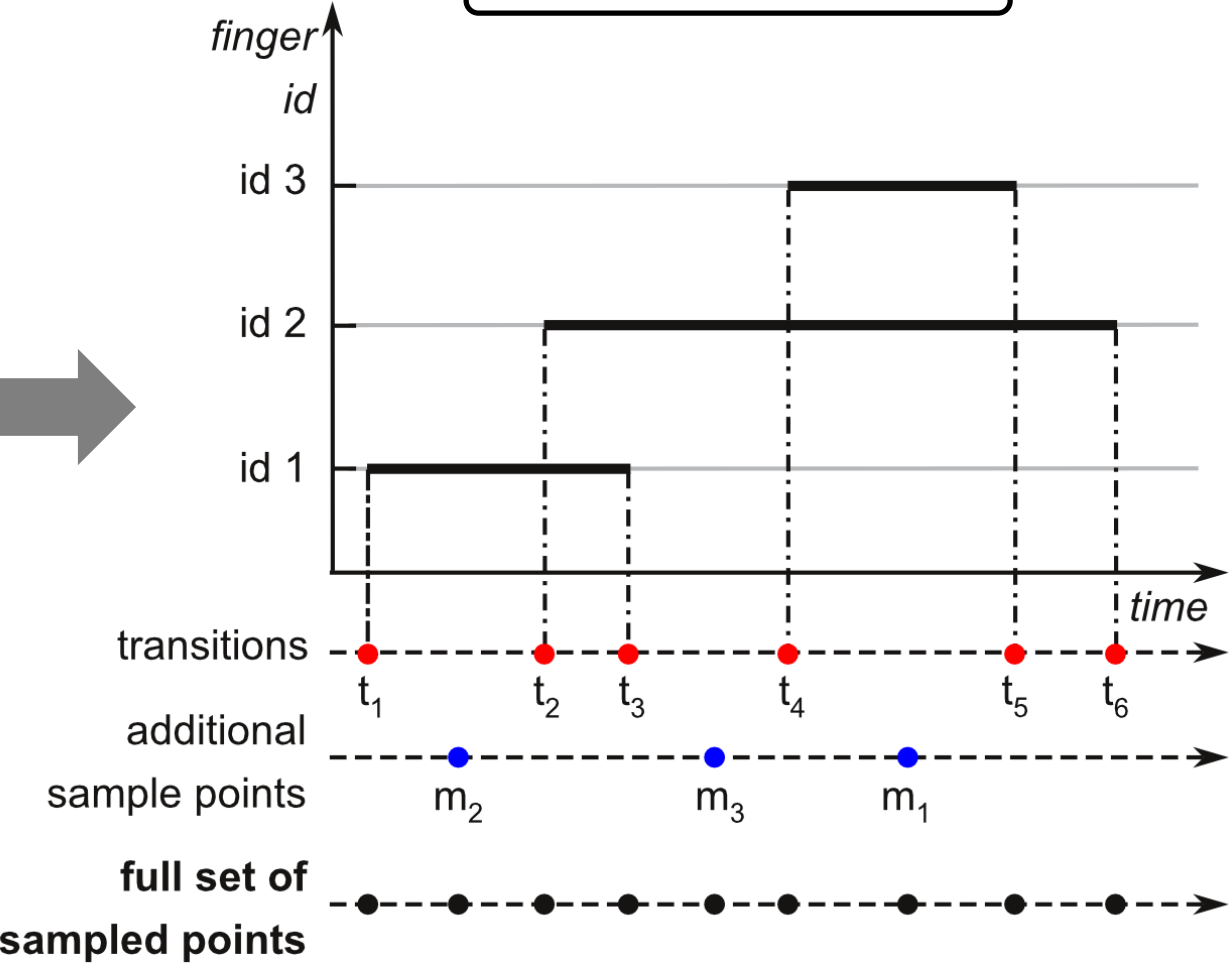 finger
id
id 3
id 2
id 1
time
transitions
t1 t2 t3 t4 t5 t6
additional
sample points
m2 m3 m1
full set of
sampled points